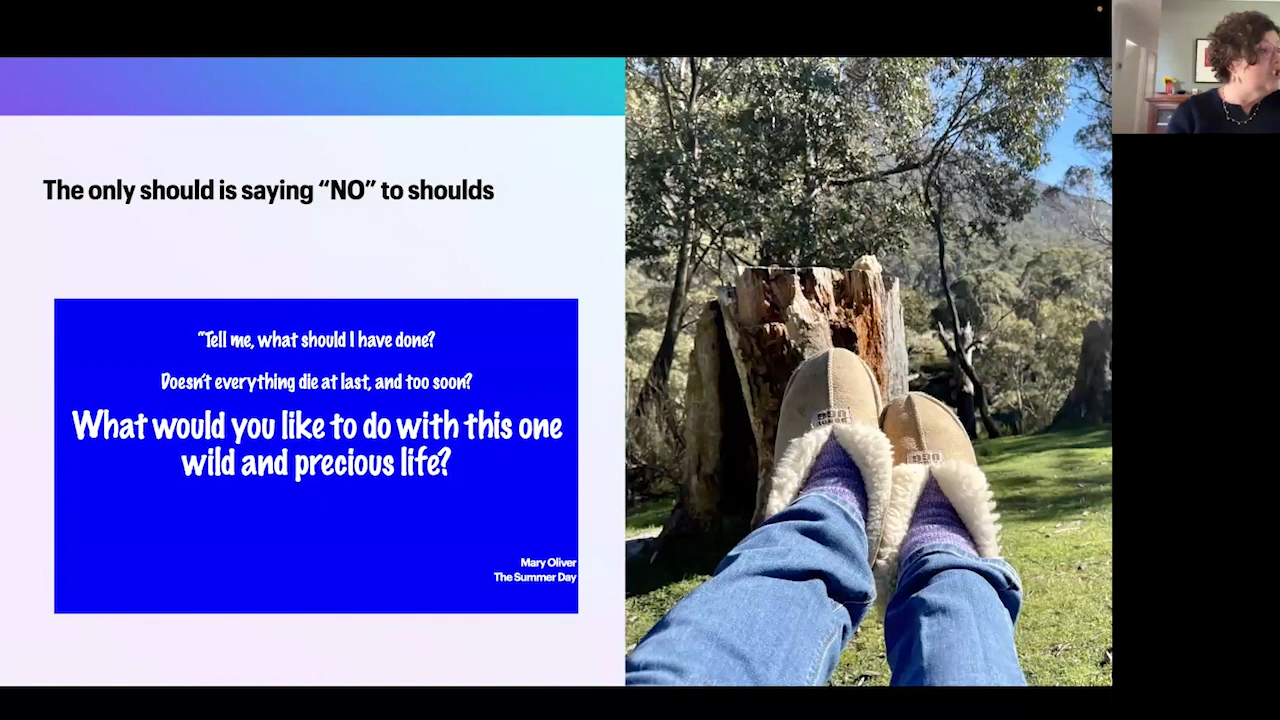 The only should is saying “NO” to shoulds
“Tell me, what should I have done?
Doesn’t everything die at last, and too soon?
What would you like to do with this one
wild and precious life?
Mary Oliver
The Summer Day
UGG
UGG